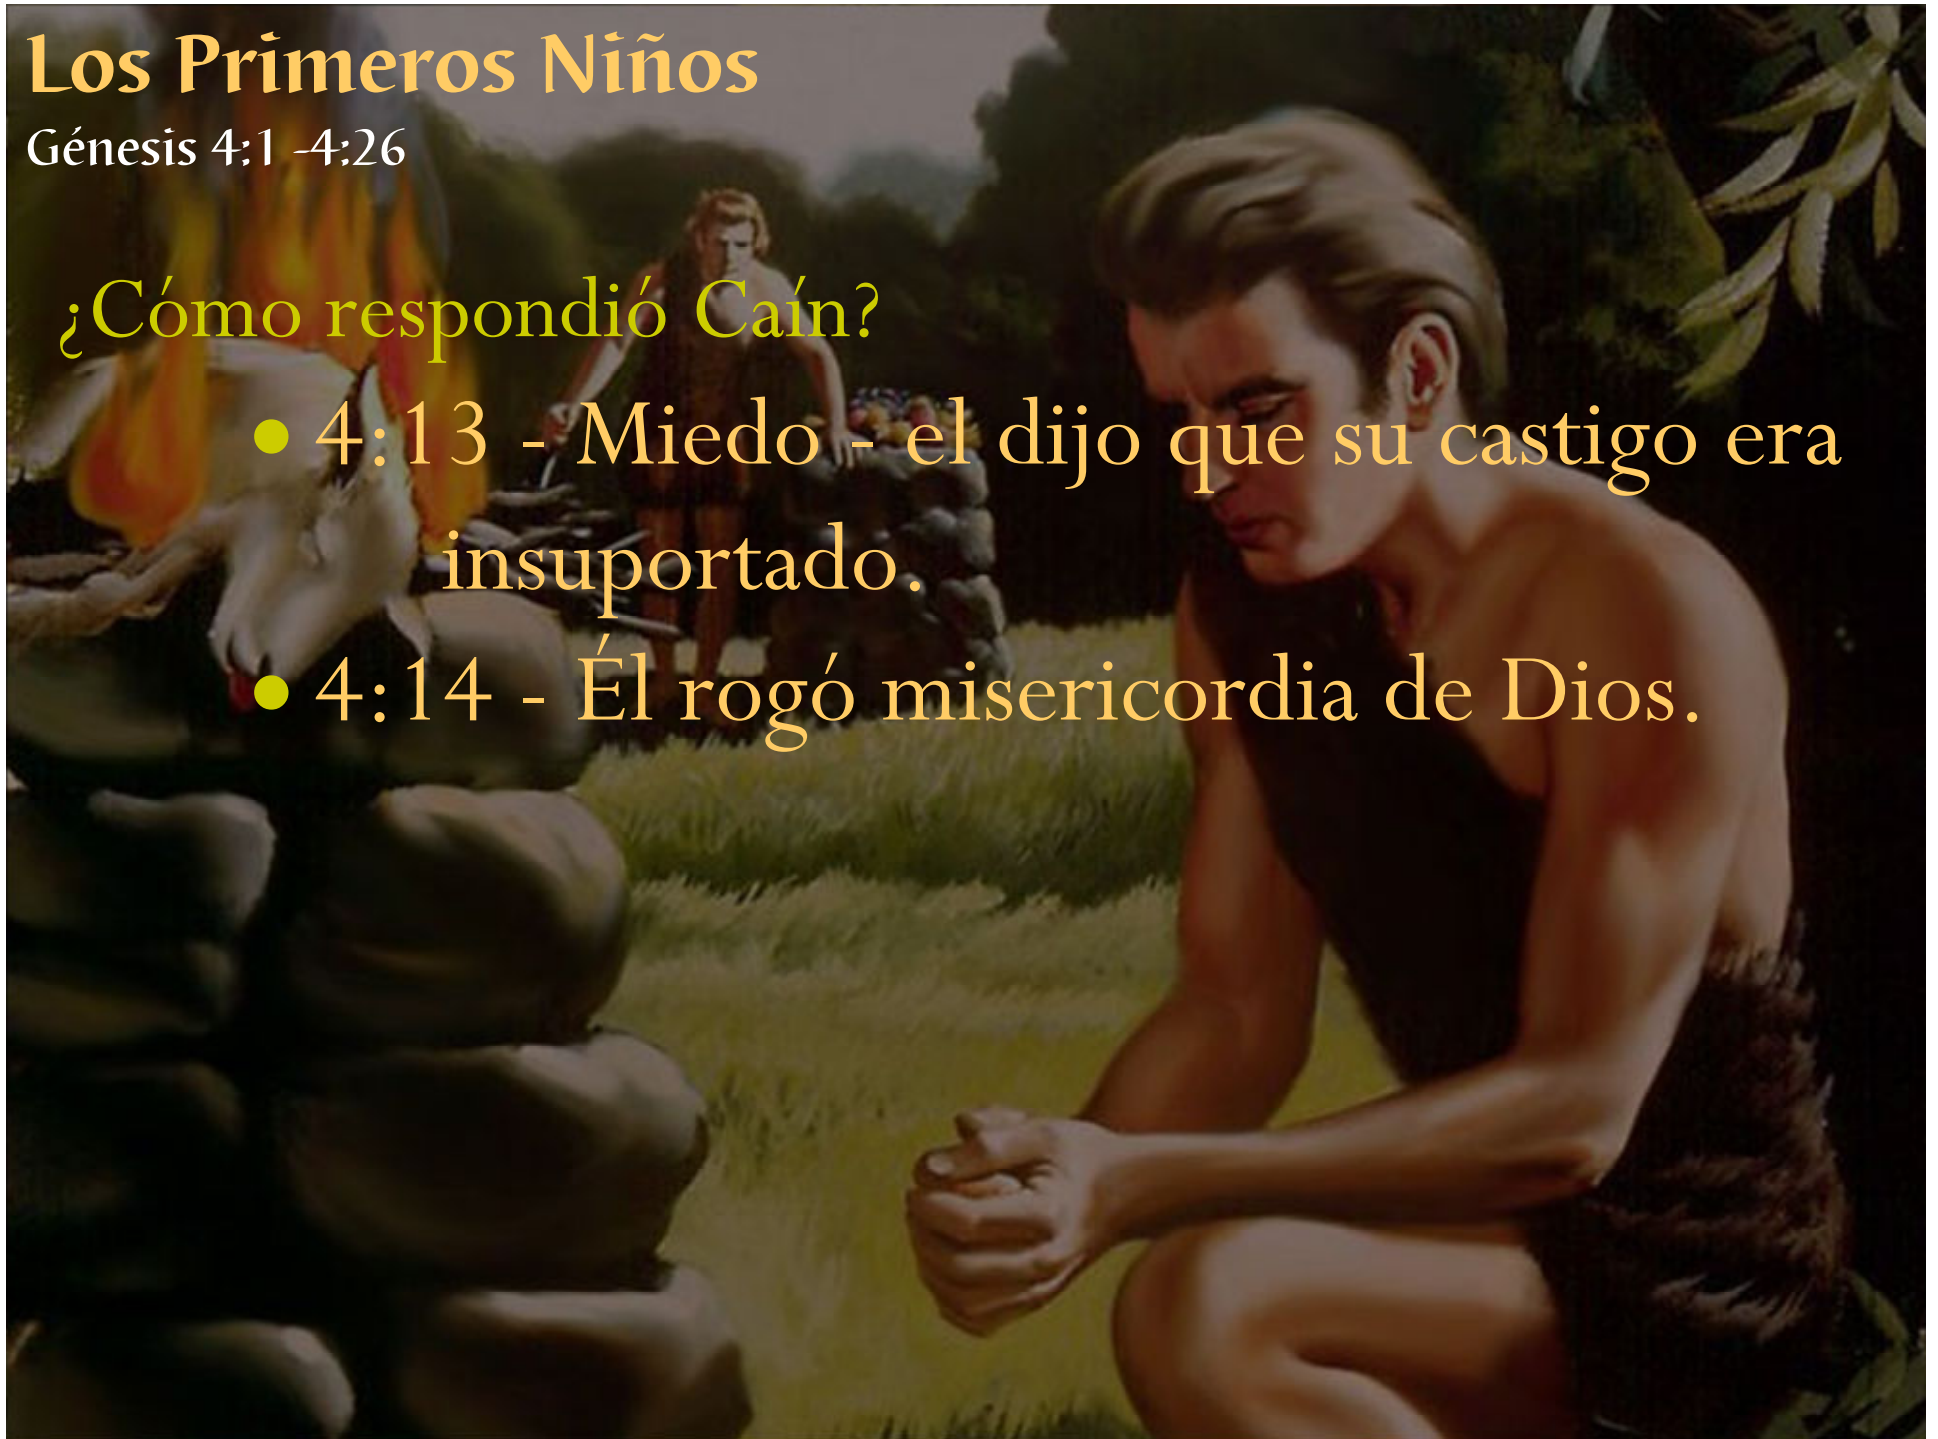 Los Primeros Niños
Génesis 4:1 -4:26
¿Cómo respondió Caín?
● 4:13 - Miedo - el dijo que su castigo era
insuportado.
● 4:14 - Él rogó misericordia de Dios.